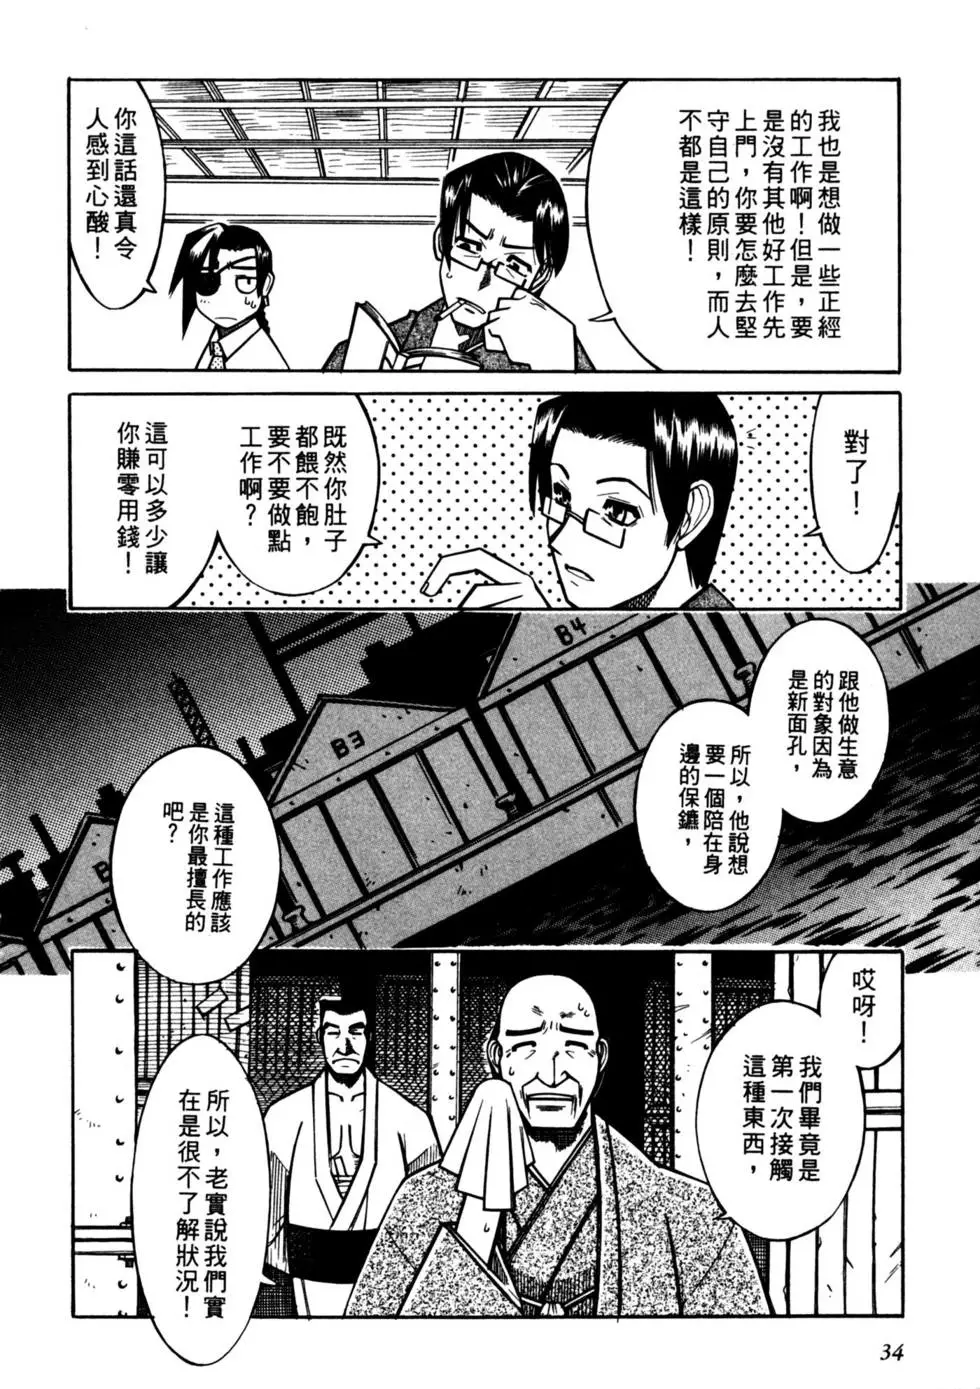 我也是想做一些正經
的工作啊！但是，要
是沒有其他好工作先
上門，你要怎麼去堅
守自己的原則，而人
不都是這樣！
你這話還真令
人感到心酸！
對了！
既然你肚子
都餵不飽，
要不要做點
工作啊？
這可以多少讓
你賺零用錢！
B4
B3
B
跟他做生意
的對象因為
是新面孔，
所以，他說想
要一個陪在身
邊的保鑣，
這種工作應該
是你最擅長的
吧？
哎呀！
我們畢竟是
第一次接觸
這種東西，
所以，老實說我們實
在是很不了解狀況！
34